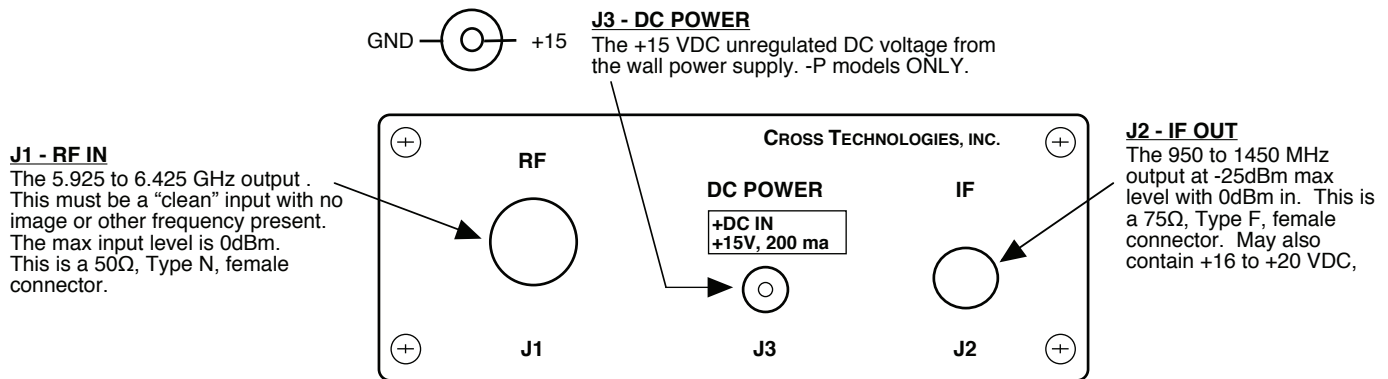 J3 - DC POWER
GND
+15
The +15 VDC unregulated DC voltage from
the wall power supply. -P models ONLY.
J1 - RF IN
The 5.925 to 6.425 GHz output .
This must be a “clean” input with no
image or other frequency present.
The max input level is 0dBm.
This is a 50Ω, Type N, female
connector.
CROSS TECHNOLOGIES, INC.
RF
DC POWER
IF
+DC IN
+15V, 200 ma
J1
J3
J2
J2 - IF OUT
The 950 to 1450 MHz
output at -25dBm max
level with 0dBm in. This is
a 75Ω, Type F, female
connector. May also
contain +16 to +20 VDC,